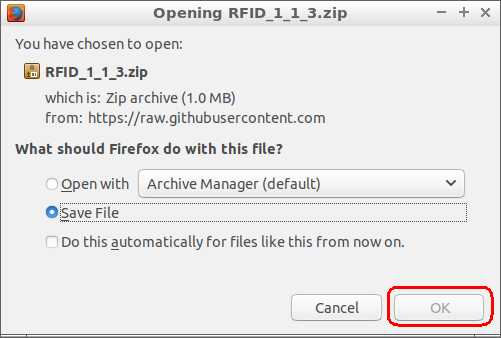 Opening RFID_1_1_3.zip
You have chosen to open:
RFID_1_1_3.zip
which is: Zip archive (1.0 MB)
from: https://raw.githubusercontent.com
What should Firefox do with this file?
Open with Archive Manager (default)
Save File
Do this automatically for files like this from now on.
Cancel OK